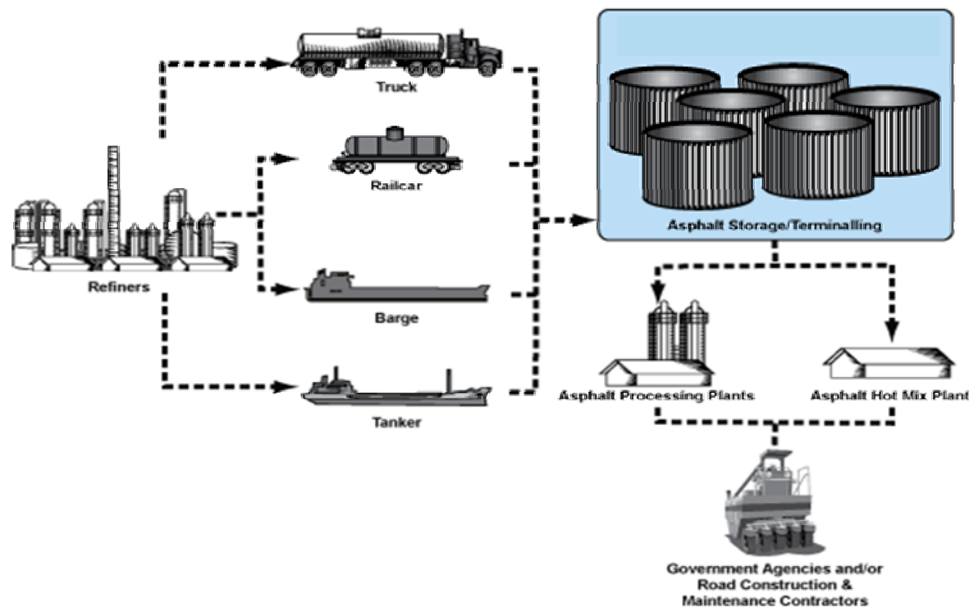 Truck
Railcar
Refiners
Barge
Tanker
Asphalt Storage/Terminalling
Asphalt Processing Plants
Asphalt Hot Mix Plant
Government Agencies and/or
Road Construction &
Maintenance Contractors